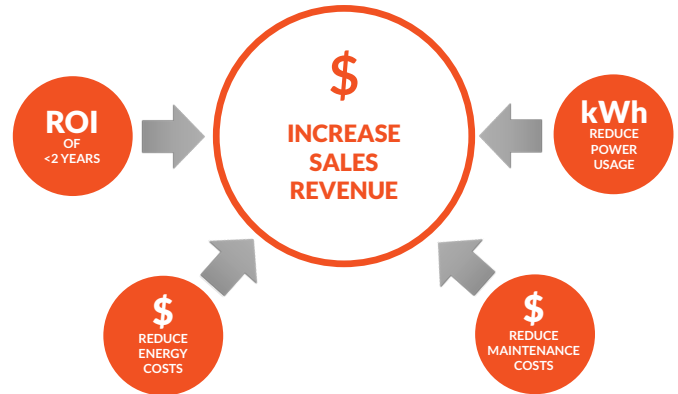 $
INCREASE
SALES
REVENUE
ROI
OF
<2 YEARS
kWh
REDUCE
POWER
USAGE
$
REDUCE
ENERGY
COSTS
$
REDUCE
MAINTENANCE
COSTS